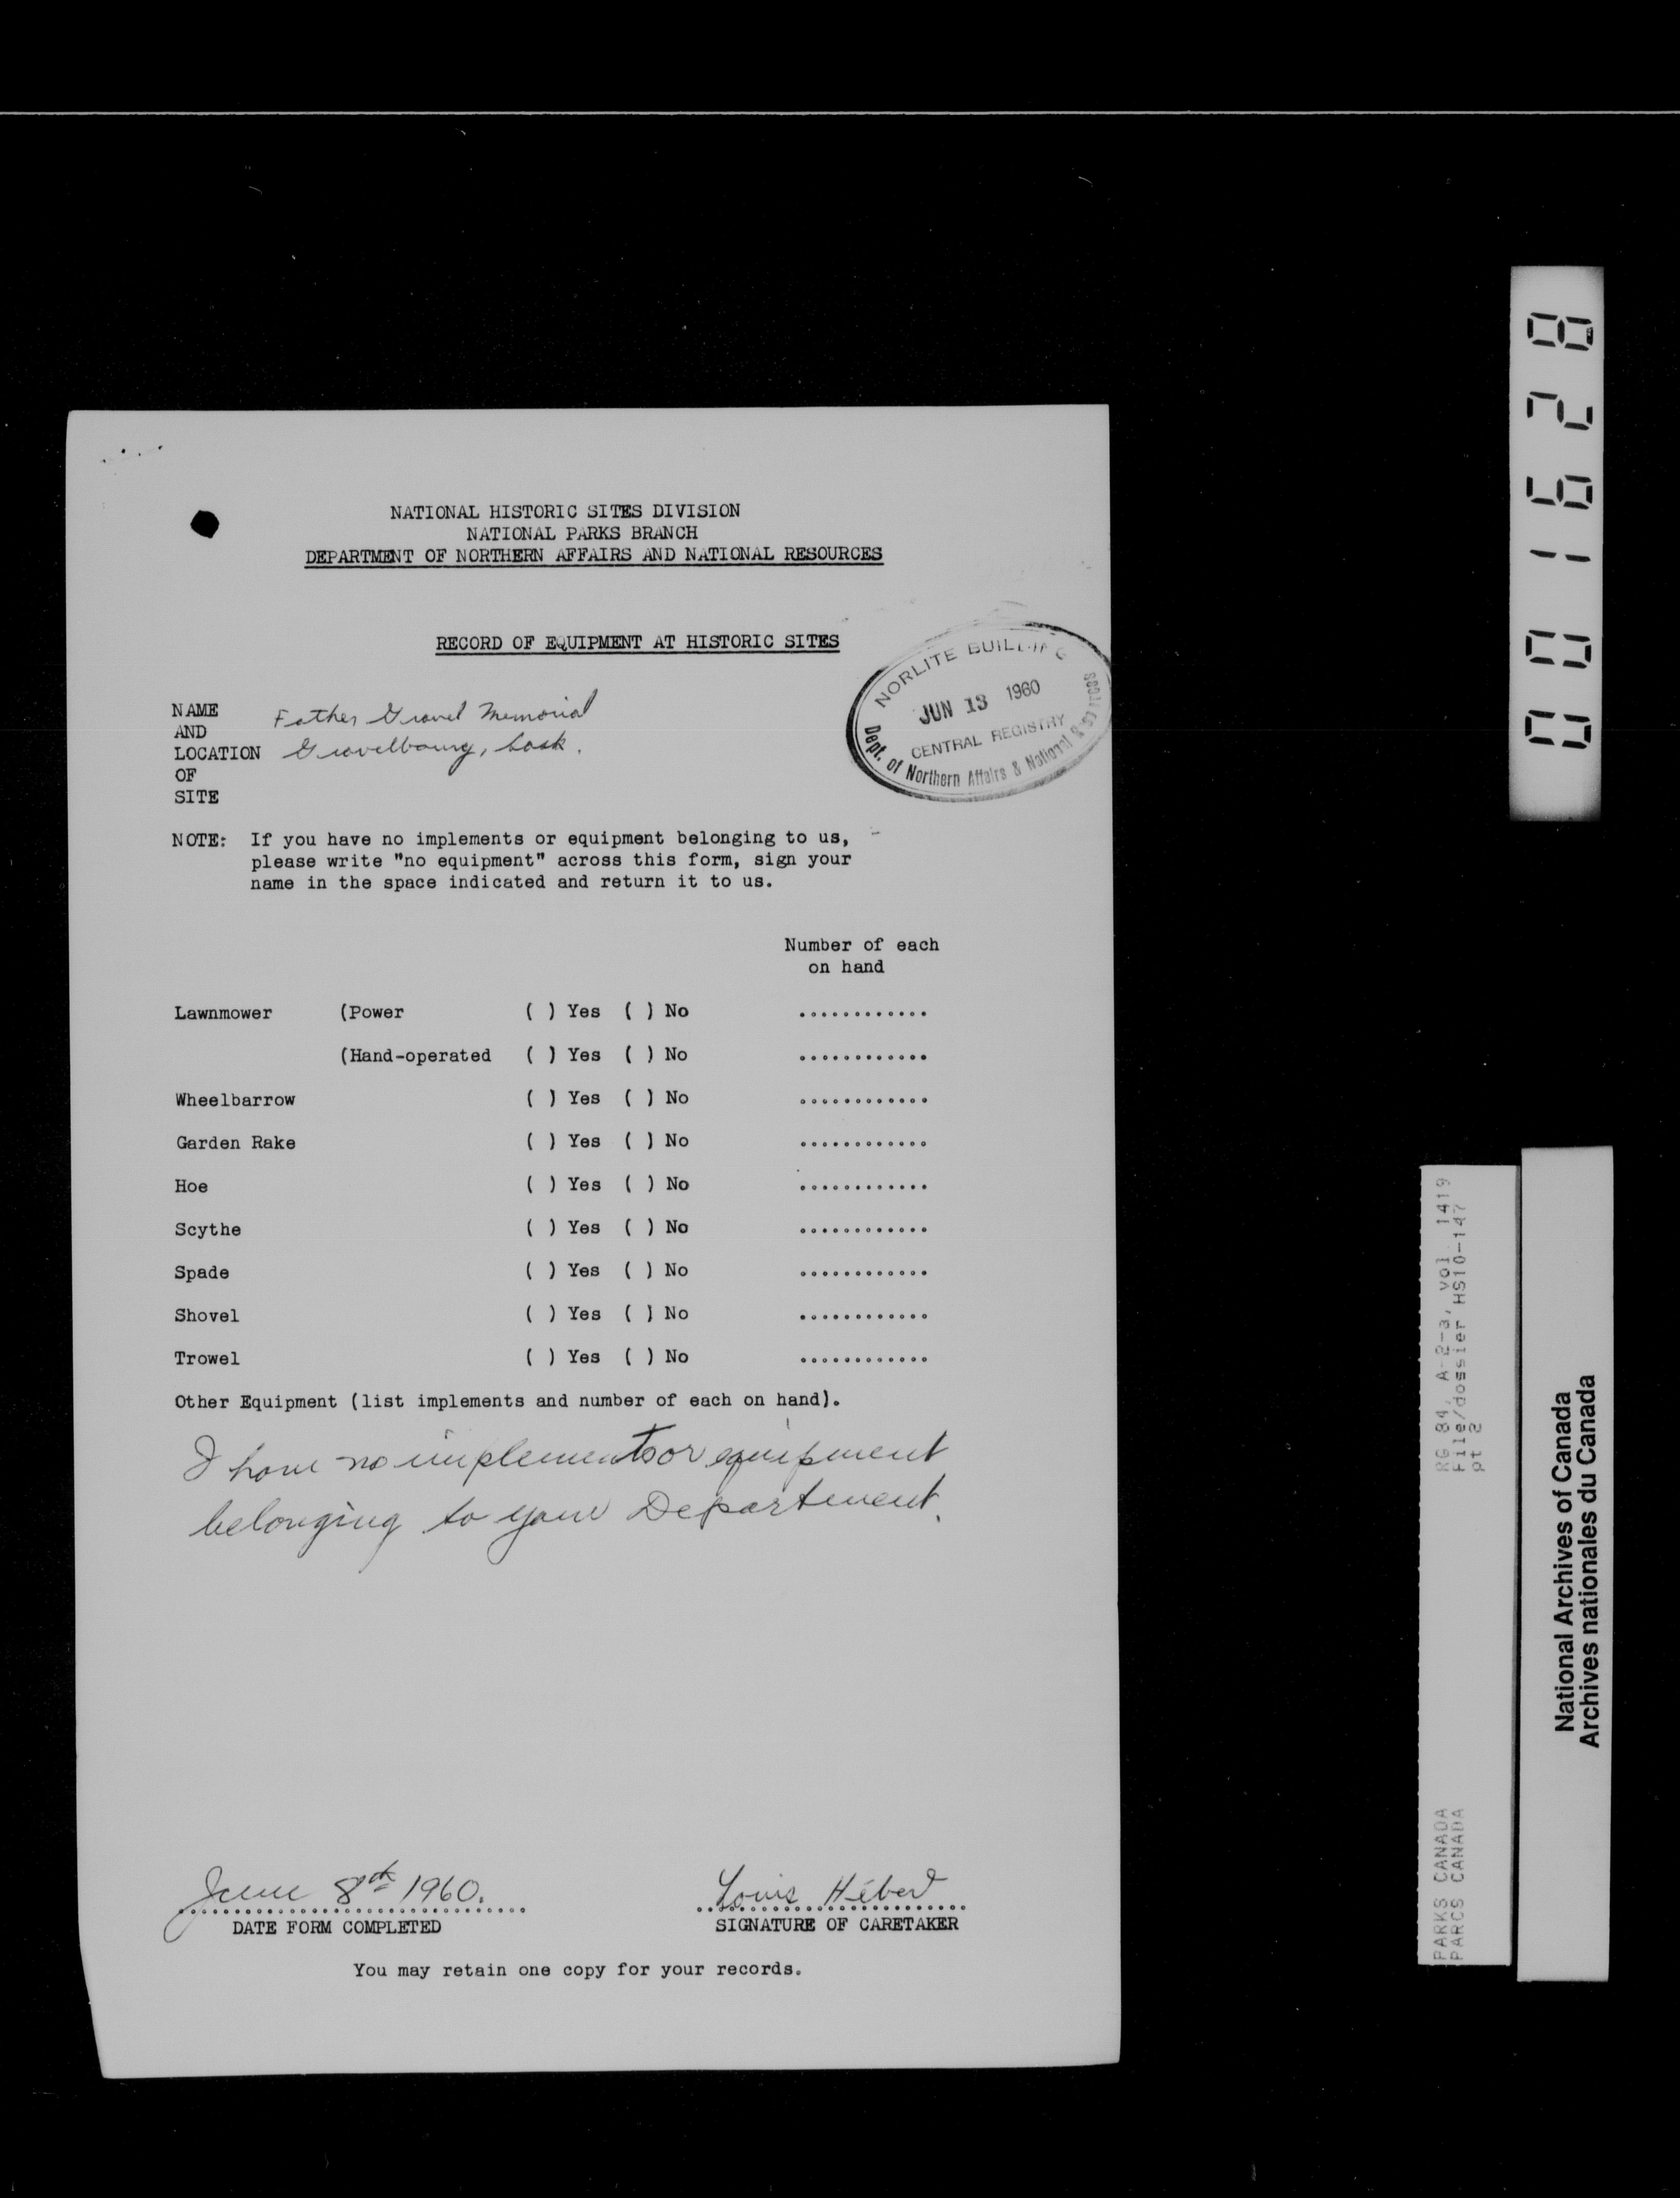 NATIONAL HISTORIC SITES DIVISION
NATIONAL PARKS BRANCH
DEPARTMENT OF NORTHERN AFFAIRS AND NATIONAL RESOURCES
RECORD OF EQUIPMENT AT HISTORIC SITES
NORLITE BUILDING
JUN 13 1960
CENTRAL REGISTRY
Dept. of Northern Affairs & National
NAME AND LOCATION OF SITE
Father Gravel Memorial
Gravelbourg, Sask.
NOTE: If you have no implements or equipment belonging to us,
please write "no equipment" across this form, sign your
name in the space indicated and return it to us.
Number of each
on hand
Lawnmower (Power ( ) Yes ( ) No ............
(Hand-operated ( ) Yes ( ) No ............
Wheelbarrow ( ) Yes ( ) No ............
Garden Rake ( ) Yes ( ) No ............
Hoe ( ) Yes ( ) No ............
Scythe ( ) Yes ( ) No ............
Spade ( ) Yes ( ) No ............
Shovel ( ) Yes ( ) No ............
Trowel ( ) Yes ( ) No ............
Other Equipment (list implements and number of each on hand).
I have no implements or equipment
belonging to your Department.
June 8th 1960. Louis Hébert
DATE FORM COMPLETED SIGNATURE OF CARETAKER
You may retain one copy for your records.
001628
RG 84, A-2-a, vol. 1419
File/dossier HS10-147
pt 2
PARKS CANADA
PARCS CANADA
National Archives of Canada
Archives nationales du Canada